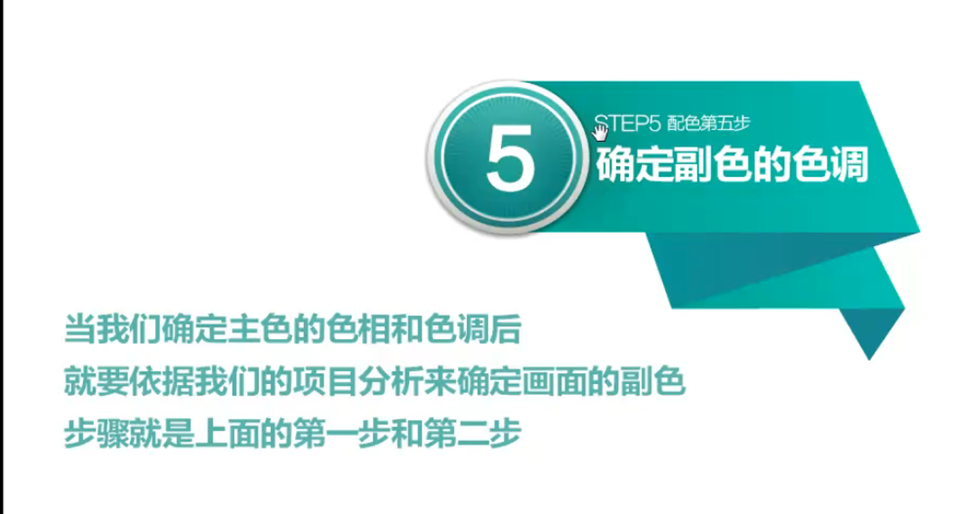 5
STEP5 配色第五步
确定副色的色调
当我们确定主色的色相和色调后
就要依据我们的项目分析来确定画面的副色
步骤就是上面的第一步和第二步